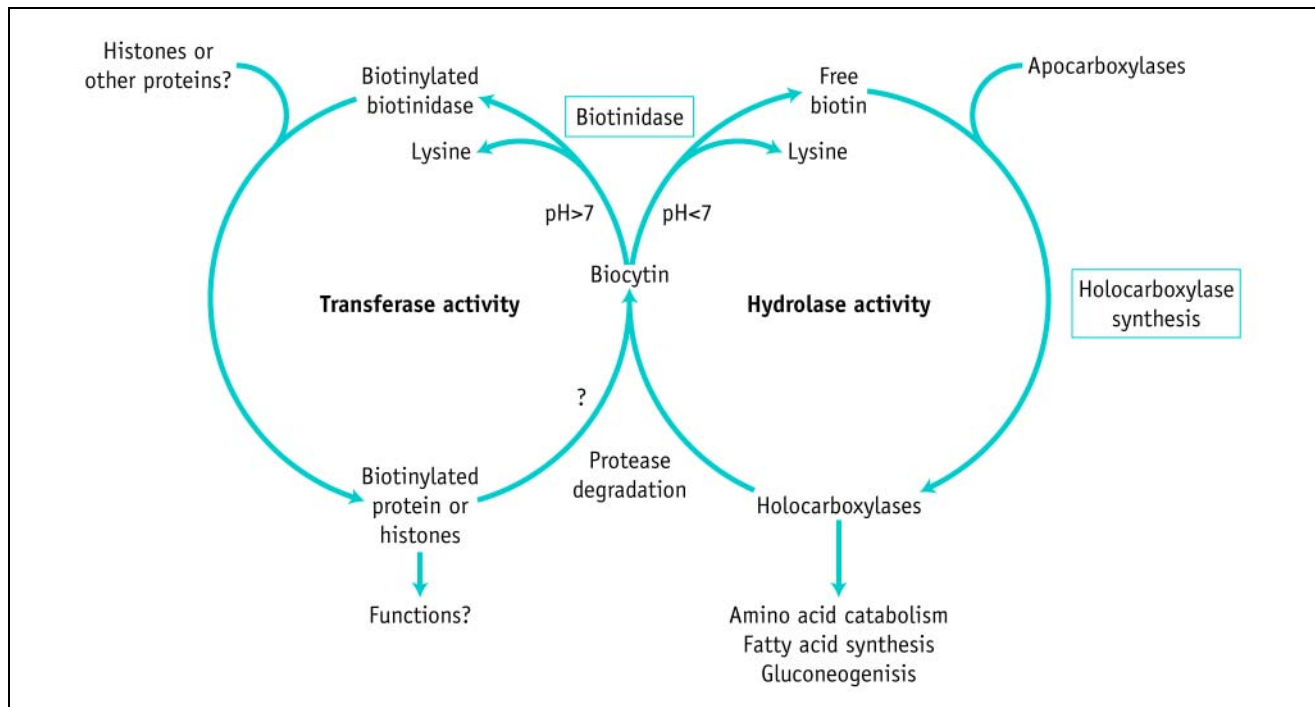 Histones or
other proteins?
Biotinylated
biotinidase
Biotinidase
Free
biotin
Apocarboxylases
Lysine
Lysine
pH>7
pH<7
Biocytin
Transferase activity
Hydrolase activity
Holocarboxylase
synthesis
?
Protease
degradation
Biotinylated
protein or
histones
Holocarboxylases
Functions?
Amino acid catabolism
Fatty acid synthesis
Gluconeogenisis